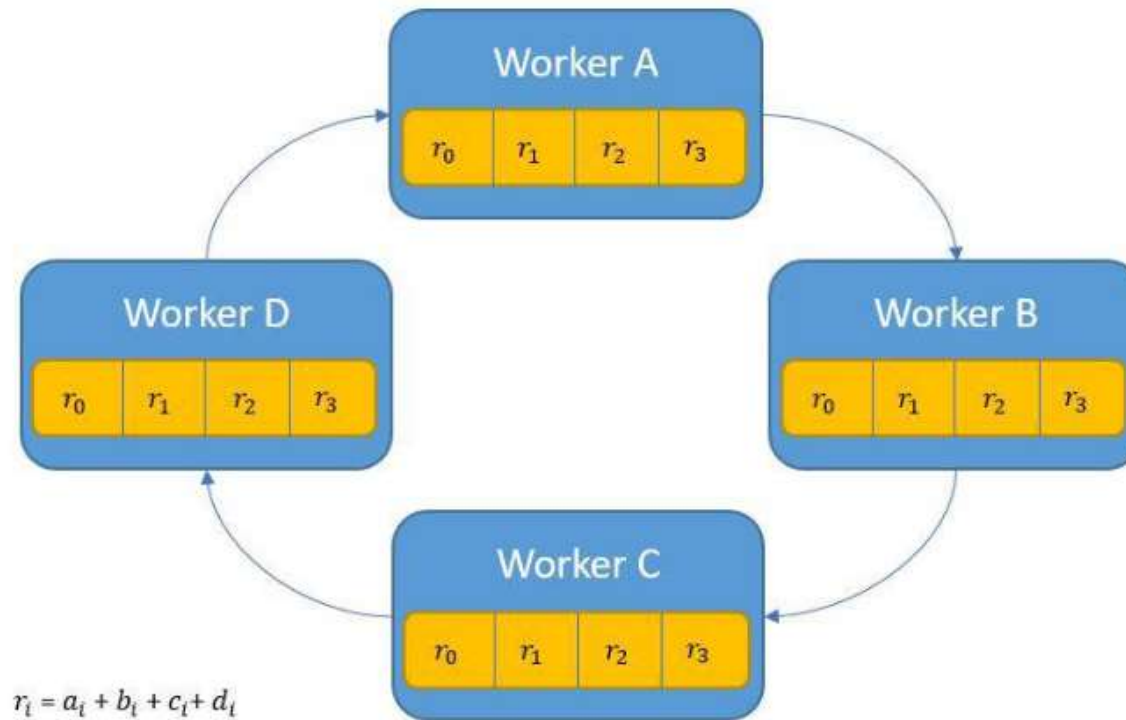 Worker A
r₀ r₁ r₂ r₃
Worker D
r₀ r₁ r₂ r₃
Worker B
r₀ r₁ r₂ r₃
Worker C
r₀ r₁ r₂ r₃
rᵢ = aᵢ + bᵢ + cᵢ+ dᵢ